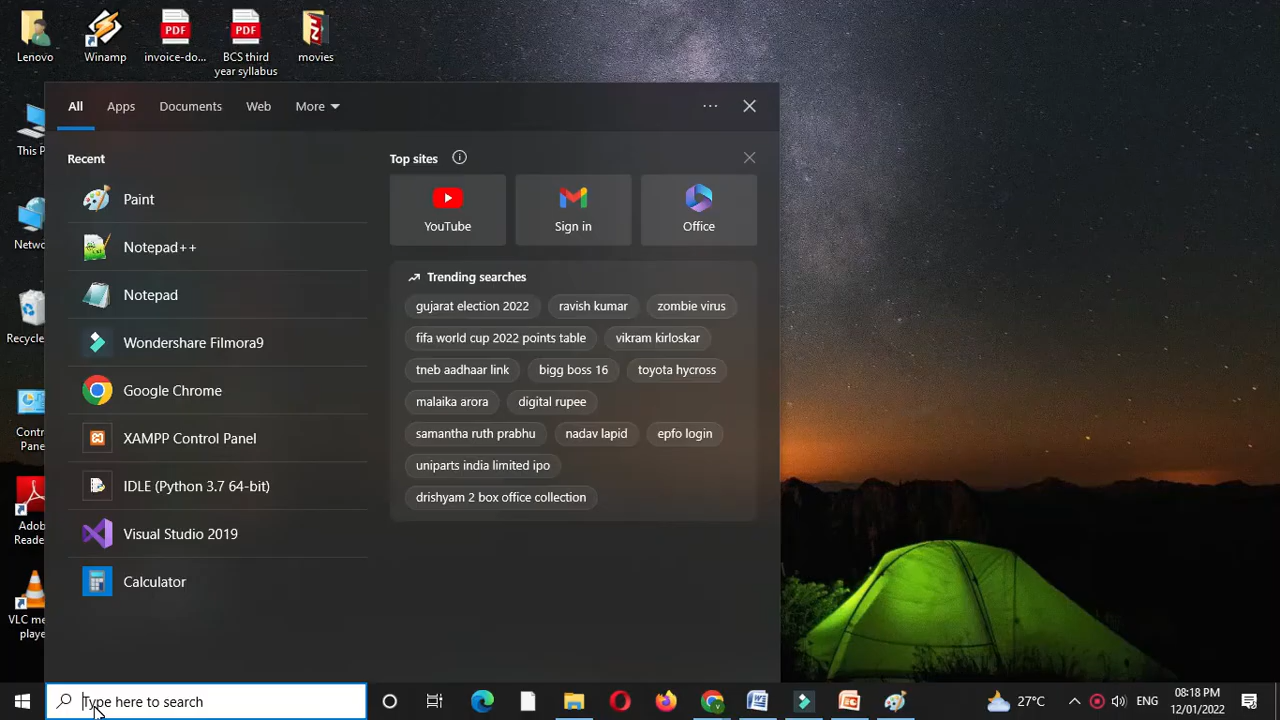 Lenovo
Winamp
PDF
invoice-do...
PDF
BCS third
year syllabus
movies
All
Apps
Documents
Web
More
Recent
Top sites
Paint
YouTube
Sign in
Office
Notepad++
Trending searches
Notepad
gujarat election 2022
ravish kumar
zombie virus
fifa world cup 2022 points table
vikram kirloskar
Wondershare Filmora9
tneb aadhaar link
bigg boss 16
toyota hycross
Google Chrome
malaika arora
digital rupee
XAMPP Control Panel
samantha ruth prabhu
nadav lapid
epfo login
uniparts india limited ipo
IDLE (Python 3.7 64-bit)
drishyam 2 box office collection
Visual Studio 2019
Calculator
This P
Netwo
Recycle
Contr
Pane
Adob
Reade
VLC me
playe
Type here to search
27°C
ENG
08:18 PM
12/01/2022